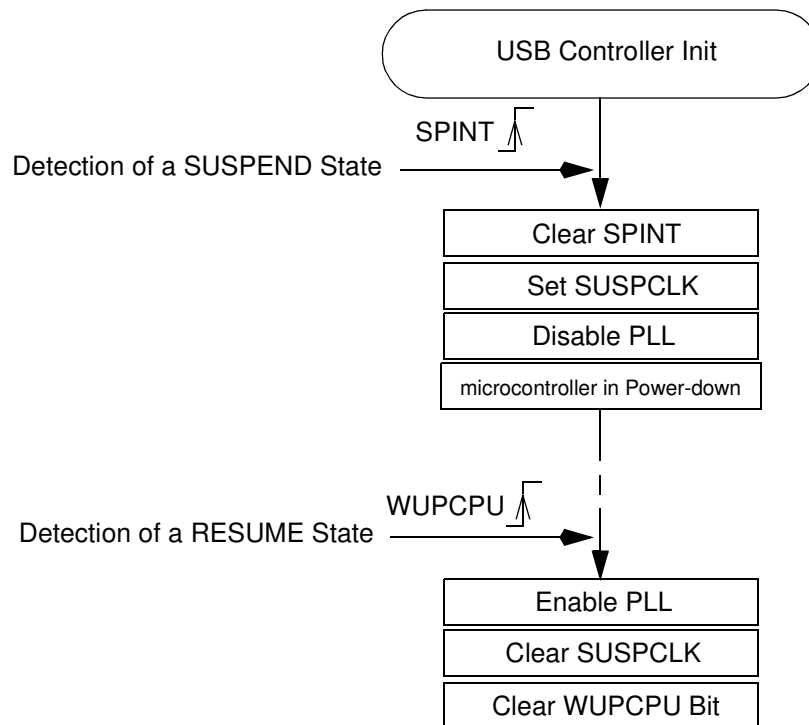 USB Controller Init
SPINT
Detection of a SUSPEND State
Clear SPINT
Set SUSPCLK
Disable PLL
microcontroller in Power-down
WUPCPU
Detection of a RESUME State
Enable PLL
Clear SUSPCLK
Clear WUPCPU Bit